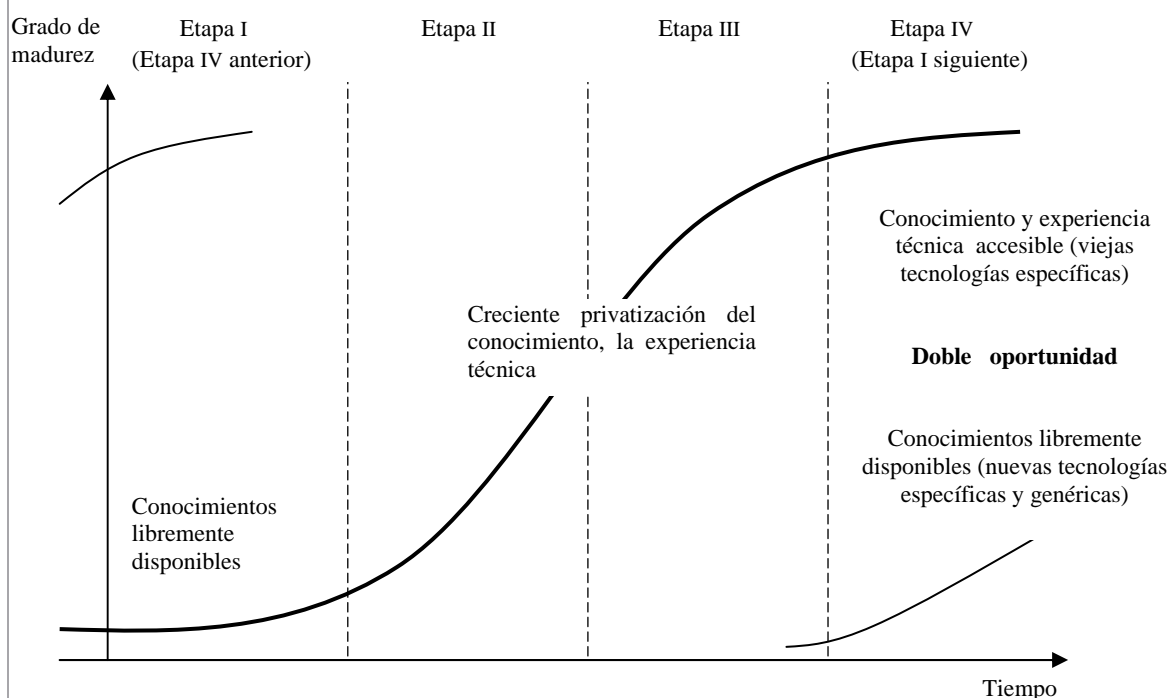 Grado de
madurez
Etapa I
(Etapa IV anterior)
Etapa II
Etapa III
Etapa IV
(Etapa I siguiente)
Conocimiento y experiencia
técnica accesible (viejas
tecnologías específicas)
Creciente privatización del
conocimiento, la experiencia
técnica
Doble oportunidad
Conocimientos libremente
disponibles (nuevas tecnologías
específicas y genéricas)
Conocimientos
libremente
disponibles
Tiempo